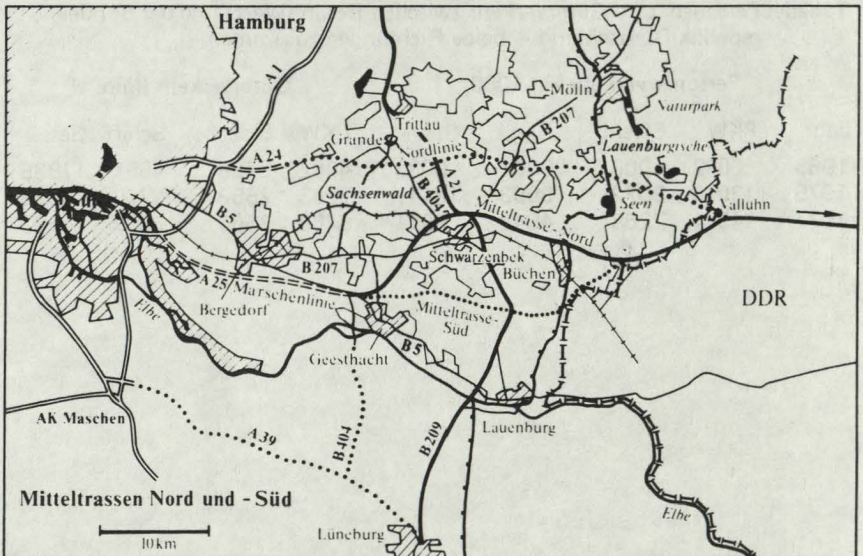 Hamburg
A1
Mölln
B 207
Naturpark
Lauenburgische
Seen
Trittau
Grande
Nordlinie
A 24
A 21
B 404
Sachsenwald
B 5
Mitteltrasse-Nord
Valluhn
B 207
Schwarzenbek
Büchen
A 25
Marschenlinie
Bergedorf
Elbe
Mitteltrasse-
Süd
DDR
Geesthacht
B 5
AK Maschen
A 39
B 404
B 209
Lauenburg
Mitteltrassen Nord und - Süd
10 km
Lüneburg
Elbe